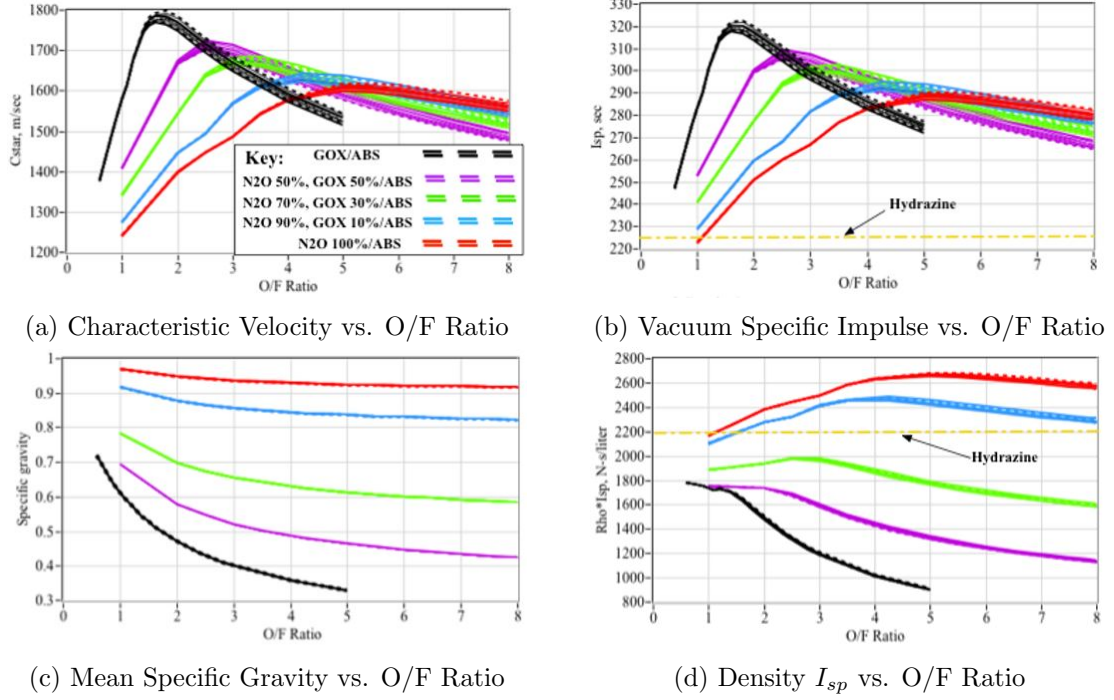 1800
1700
1600
1500
1400
1300
1200
Cstar, m/sec
Key:
GOX/ABS
N2O 50%, GOX 50%/ABS
N2O 70%, GOX 30%/ABS
N2O 90%, GOX 10%/ABS
N2O 100%/ABS
0 1 2 3 4 5 6 7 8
O/F Ratio
(a) Characteristic Velocity vs. O/F Ratio
330
320
310
300
290
280
270
260
250
240
230
220
Isp, sec
Hydrazine
0 1 2 3 4 5 6 7 8
O/F Ratio
(b) Vacuum Specific Impulse vs. O/F Ratio
1
0.9
0.8
0.7
0.6
0.5
0.4
0.3
Specific gravity
0 1 2 3 4 5 6 7 8
O/F Ratio
(c) Mean Specific Gravity vs. O/F Ratio
2800
2600
2400
2200
2000
1800
1600
1400
1200
1000
800
Rho*Isp, N-s/liter
Hydrazine
0 1 2 3 4 5 6 7 8
O/F Ratio
(d) Density Isp vs. O/F Ratio